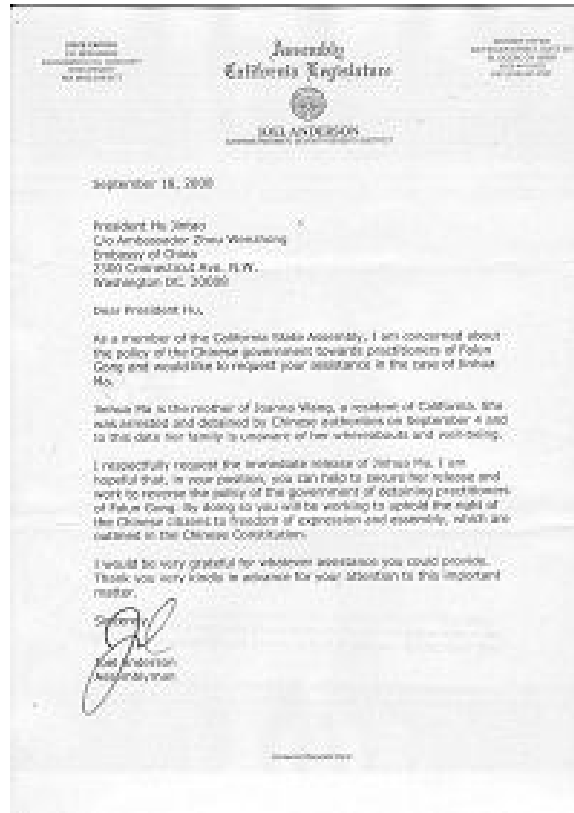 Assembly
California Legislature
JOEL ANDERSON
September 16, 2008
President Hu Jintao
C/o Ambassador Zhou Wenzhong
Embassy of China
2300 Connecticut Ave, N.W.
Washington DC, 20008
Dear President Hu,
As a member of the California State Assembly, I am concerned about
the policy of the Chinese government towards practitioners of Falun
Gong and would like to request your assistance in the case of Jinhua
Jinhua is the mother of Joanna Wang, a resident of California. She
was arrested and detained by Chinese authorities on September 4 and
to this date her family is unaware of her whereabouts and well-being.
I respectfully request the immediate release of Jinhua I am
hopeful that, in your position, you can help to secure her release and
work to reverse the policy of the government of detaining practitioners
of Falun Gong. By doing so you will be working to uphold the right of
the Chinese citizens to freedom of expression and assembly, which are
outlined in the Chinese Constitution.
I would be very grateful for whatever assistance you could provide.
Thank you very kindly in advance for your attention to this important
matter.
Sincerely,
Joel Anderson
Assemblyman